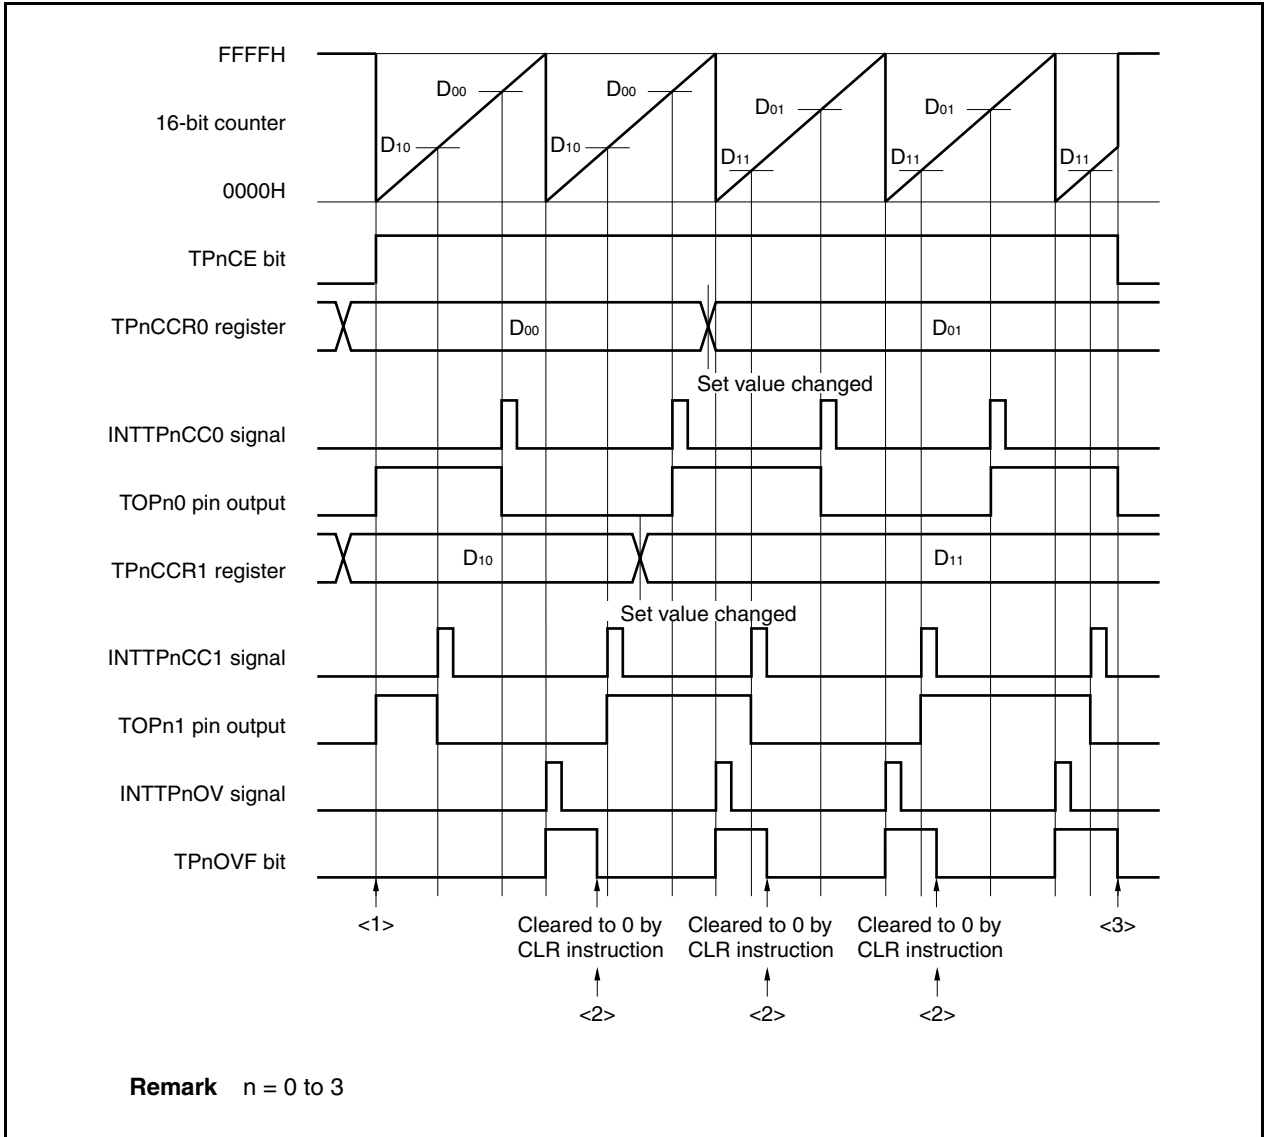 FFFFH
D00
D00
D01
D01
16-bit counter
D10
D10
D11
D11
D11
0000H
TPnCE bit
TPnCCR0 register
D00
D01
Set value changed
INTTPnCC0 signal
TOPn0 pin output
TPnCCR1 register
D10
D11
Set value changed
INTTPnCC1 signal
TOPn1 pin output
INTTPnOV signal
TPnOVF bit
<1>
Cleared to 0 by
CLR instruction
Cleared to 0 by
CLR instruction
Cleared to 0 by
CLR instruction
<3>
<2>
<2>
<2>
Remark n = 0 to 3